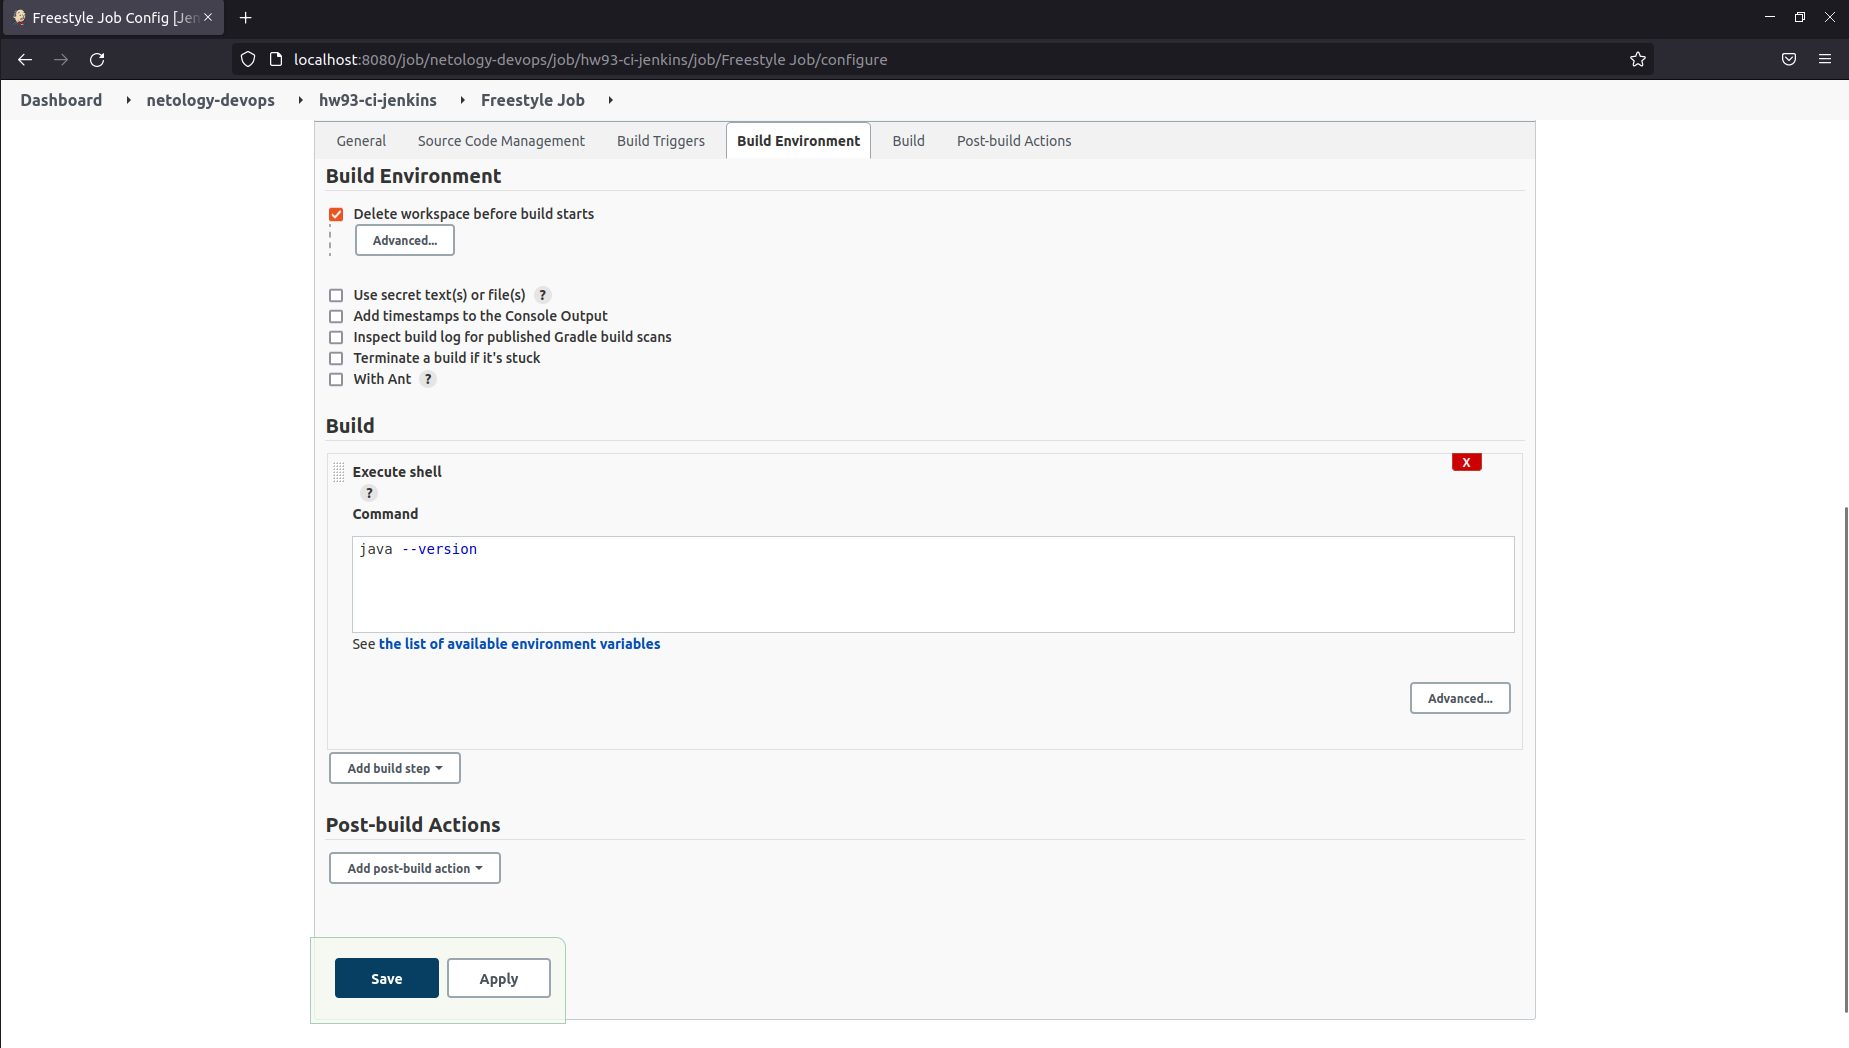 Freestyle Job Config [Jen
localhost:8080/job/netology-devops/job/hw93-ci-jenkins/job/Freestyle Job/configure
Dashboard netology-devops hw93-ci-jenkins Freestyle Job
General Source Code Management Build Triggers Build Environment Build Post-build Actions
Build Environment
Delete workspace before build starts
Advanced...
Use secret text(s) or file(s) ?
Add timestamps to the Console Output
Inspect build log for published Gradle build scans
Terminate a build if it's stuck
With Ant ?
Build
X
Execute shell
?
Command
java --version
See the list of available environment variables
Advanced...
Add build step
Post-build Actions
Add post-build action
Save Apply